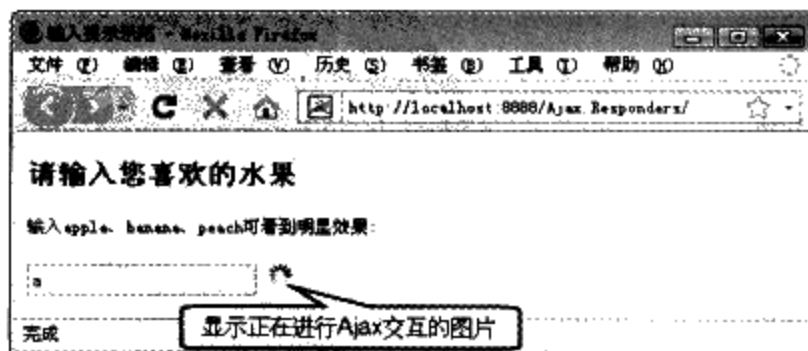 输入提示示范 - Mozilla Firefox
文件 (F) 编辑 (E) 查看 (V) 历史 (S) 书签 (B) 工具 (T) 帮助 (H)
http://localhost:8888/Ajax.Responders/
请输入您喜欢的水果
输入apple、banana、peach可看到明显效果:
a
显示正在进行Ajax交互的图片
完成